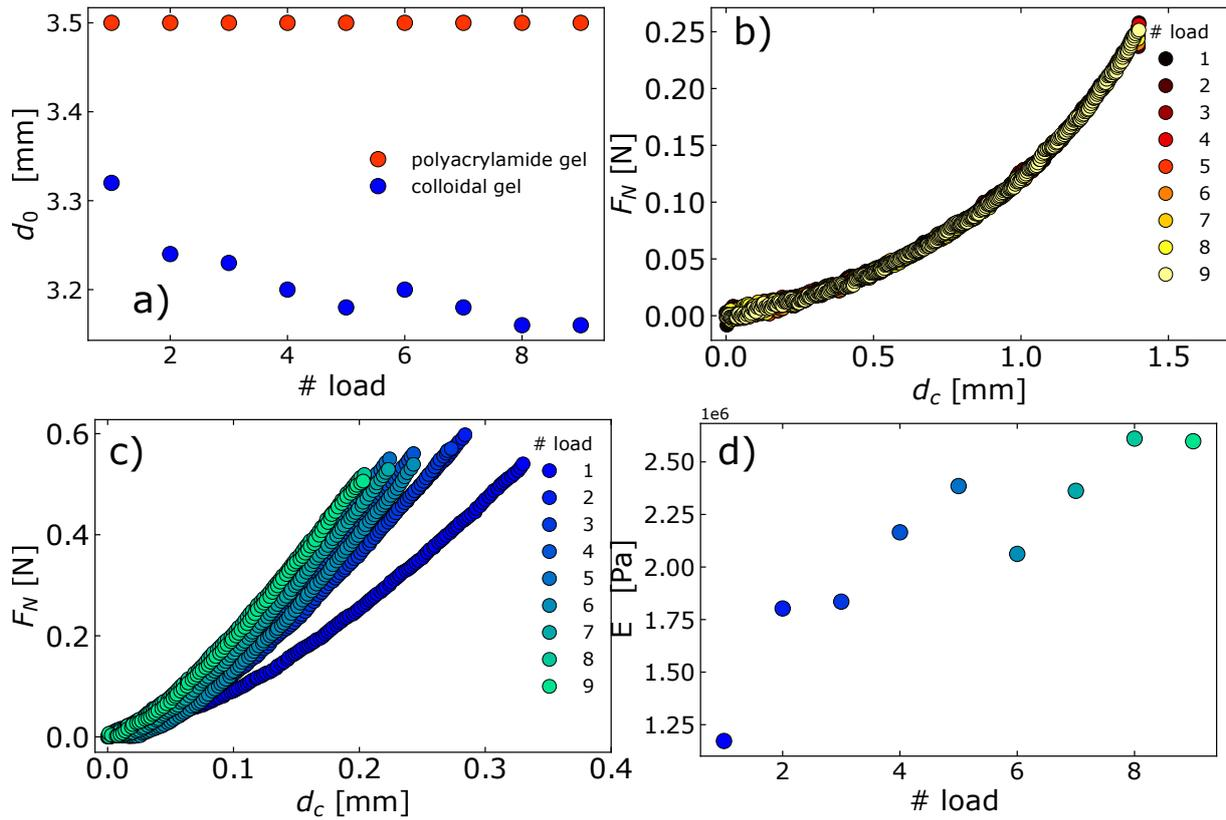 a)
3.5
3.4
3.3
3.2
d0 [mm]
polyacrylamide gel
colloidal gel
2 4 6 8
# load
b)
0.25
0.20
0.15
0.10
0.05
0.00
FN [N]
# load
1
2
3
4
5
6
7
8
9
0.0 0.5 1.0 1.5
dc [mm]
c)
0.6
0.4
0.2
0.0
FN [N]
# load
1
2
3
4
5
6
7
8
9
0.0 0.1 0.2 0.3 0.4
dc [mm]
1e6
d)
2.50
2.25
2.00
1.75
1.50
1.25
E [Pa]
2 4 6 8
# load